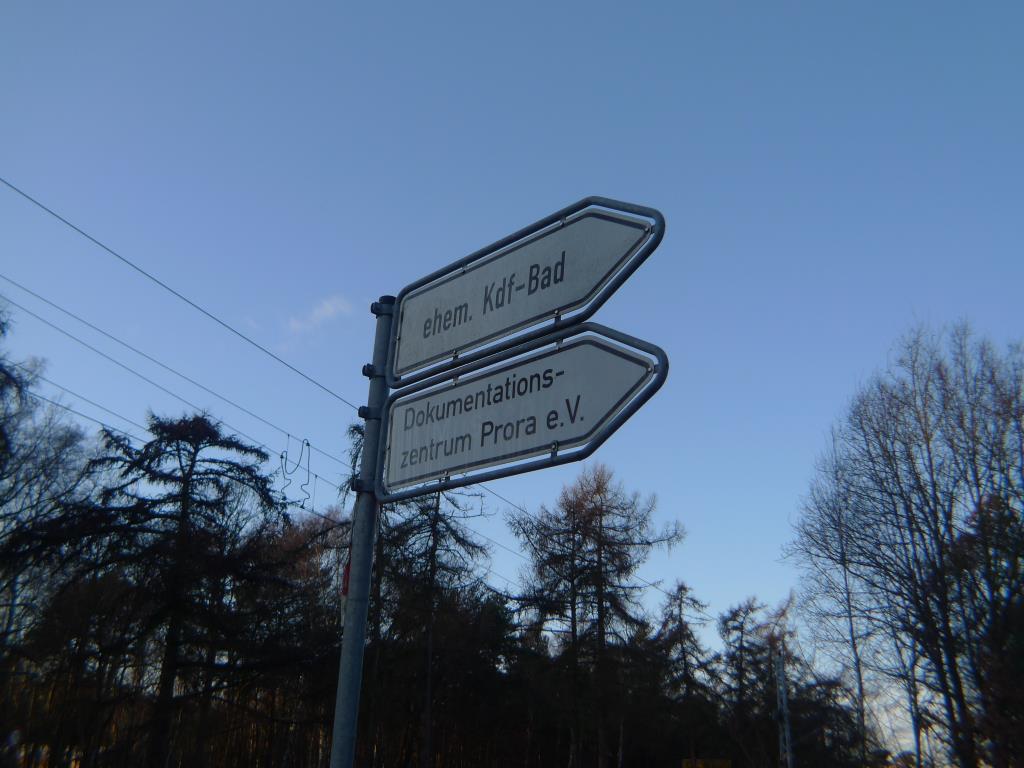 ehem. Kdf-Bad
Dokumentations-
zentrum Prora e.V.